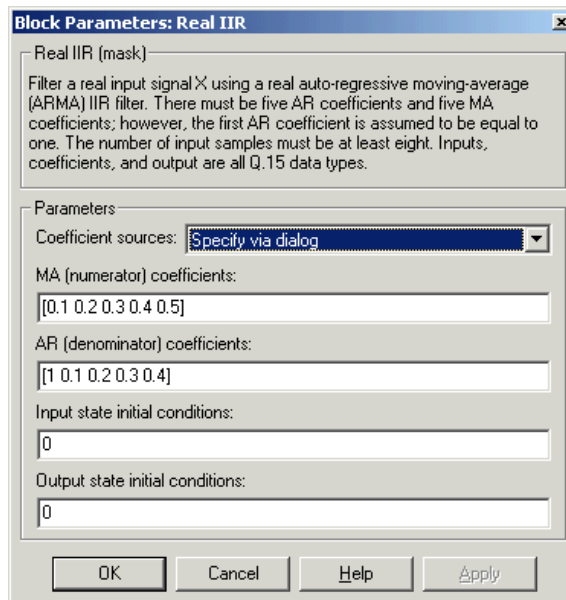 Block Parameters: Real IIR
Real IIR (mask)
Filter a real input signal X using a real auto-regressive moving-average
(ARMA) IIR filter. There must be five AR coefficients and five MA
coefficients; however, the first AR coefficient is assumed to be equal to
one. The number of input samples must be at least eight. Inputs,
coefficients, and output are all Q.15 data types.
Parameters
Coefficient sources: Specify via dialog
MA (numerator) coefficients:
[0.1 0.2 0.3 0.4 0.5]
AR (denominator) coefficients:
[1 0.1 0.2 0.3 0.4]
Input state initial conditions:
0
Output state initial conditions:
0
OK Cancel Help Apply